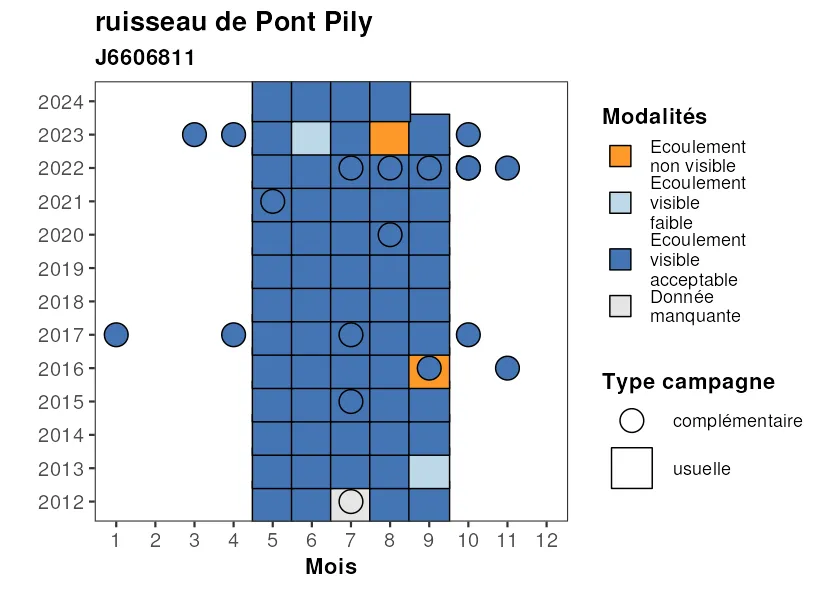 ruisseau de Pont Pily
J6606811
2024
2023
2022
2021
2020
2019
2018
2017
2016
2015
2014
2013
2012
1 2 3 4 5 6 7 8 9 10 11 12
Mois
Modalités
Ecoulement
non visible
Ecoulement
visible
faible
Ecoulement
visible
acceptable
Donnée
manquante
Type campagne
complémentaire
usuelle